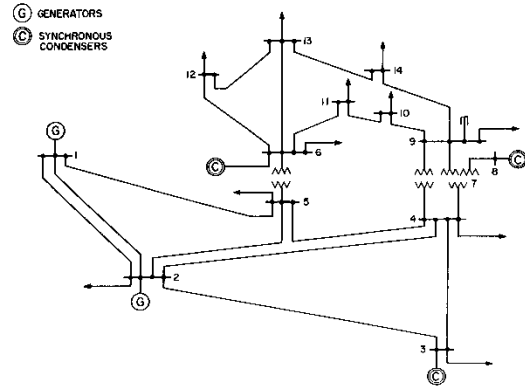 G GENERATORS
C SYNCHRONOUS
CONDENSERS
13
14
12
11
10
G
1
C
6
9
8
C
7
5
4
2
G
3
C